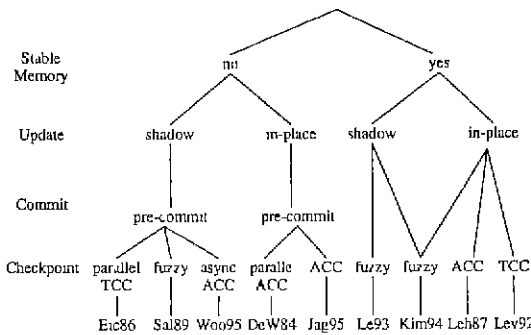 Stable no yes
Memory
Update shadow in-place shadow in-place
Commit
pre-commit pre-commit
Checkpoint parallel fuzzy async paralle ACC fuzzy fuzzy ACC TCC
TCC ACC ACC
Eic86 Sal89 Woo95 DeW84 Jag95 Le93 Kim94 Leh87 Lev92